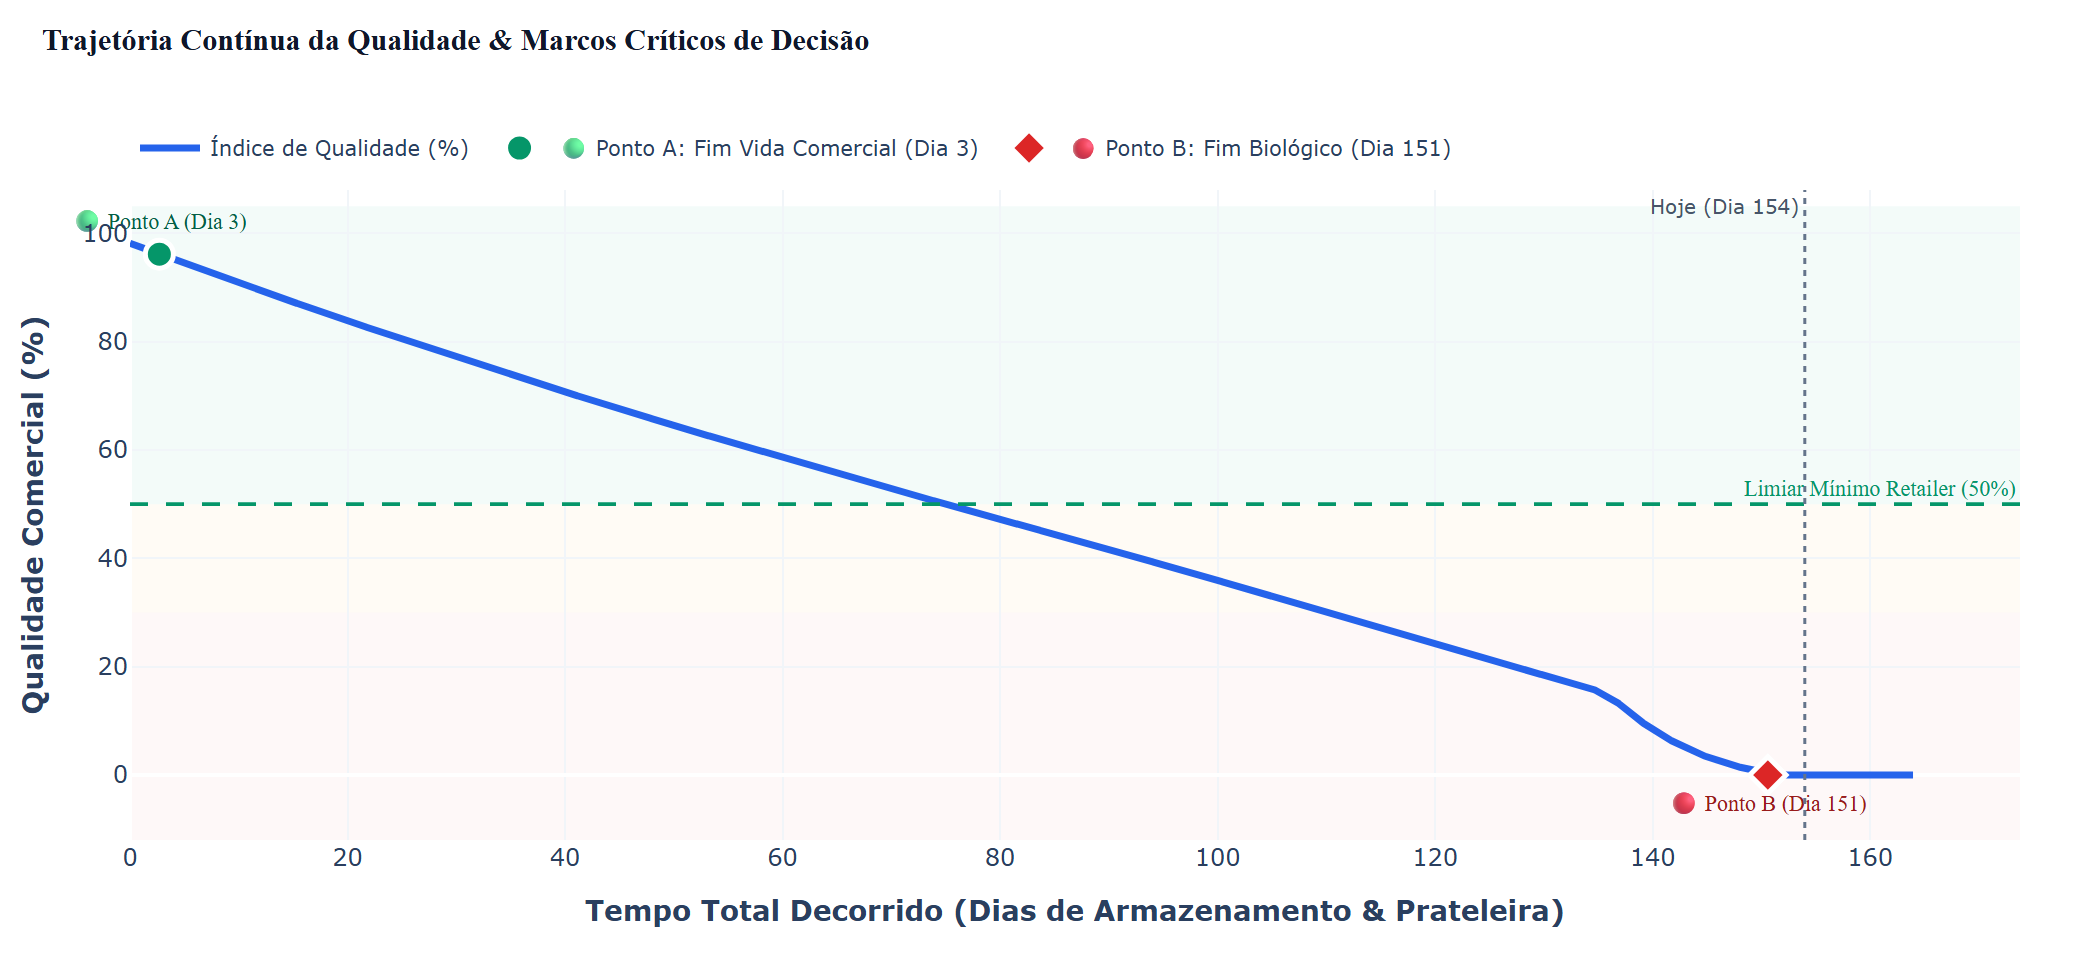 Trajetória Contínua da Qualidade & Marcos Críticos de Decisão
Índice de Qualidade (%)
Ponto A: Fim Vida Comercial (Dia 3)
Ponto B: Fim Biológico (Dia 151)
Hoje (Dia 154)
Ponto A (Dia 3)
100
80
60
Limiar Mínimo Retailer (50%)
40
20
0
Ponto B (Dia 151)
Qualidade Comercial (%)
0 20 40 60 80 100 120 140 160
Tempo Total Decorrido (Dias de Armazenamento & Prateleira)